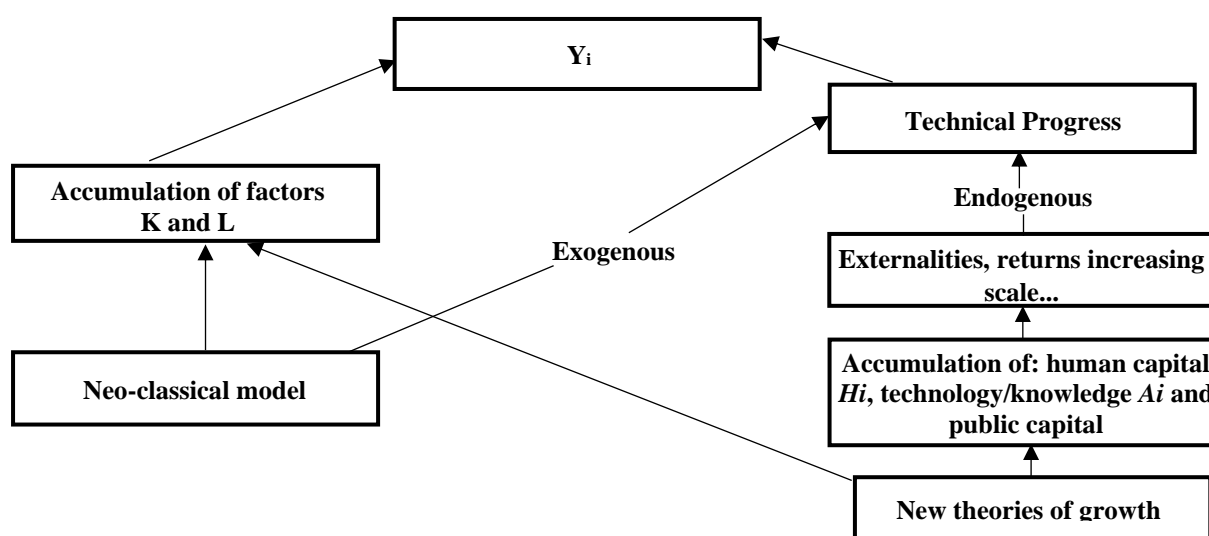 Yi
Technical Progress
Accumulation of factors
K and L
Endogenous
Exogenous
Externalities, returns increasing
scale...
Neo-classical model
Accumulation of: human capital
Hi, technology/knowledge Ai and
public capital
New theories of growth